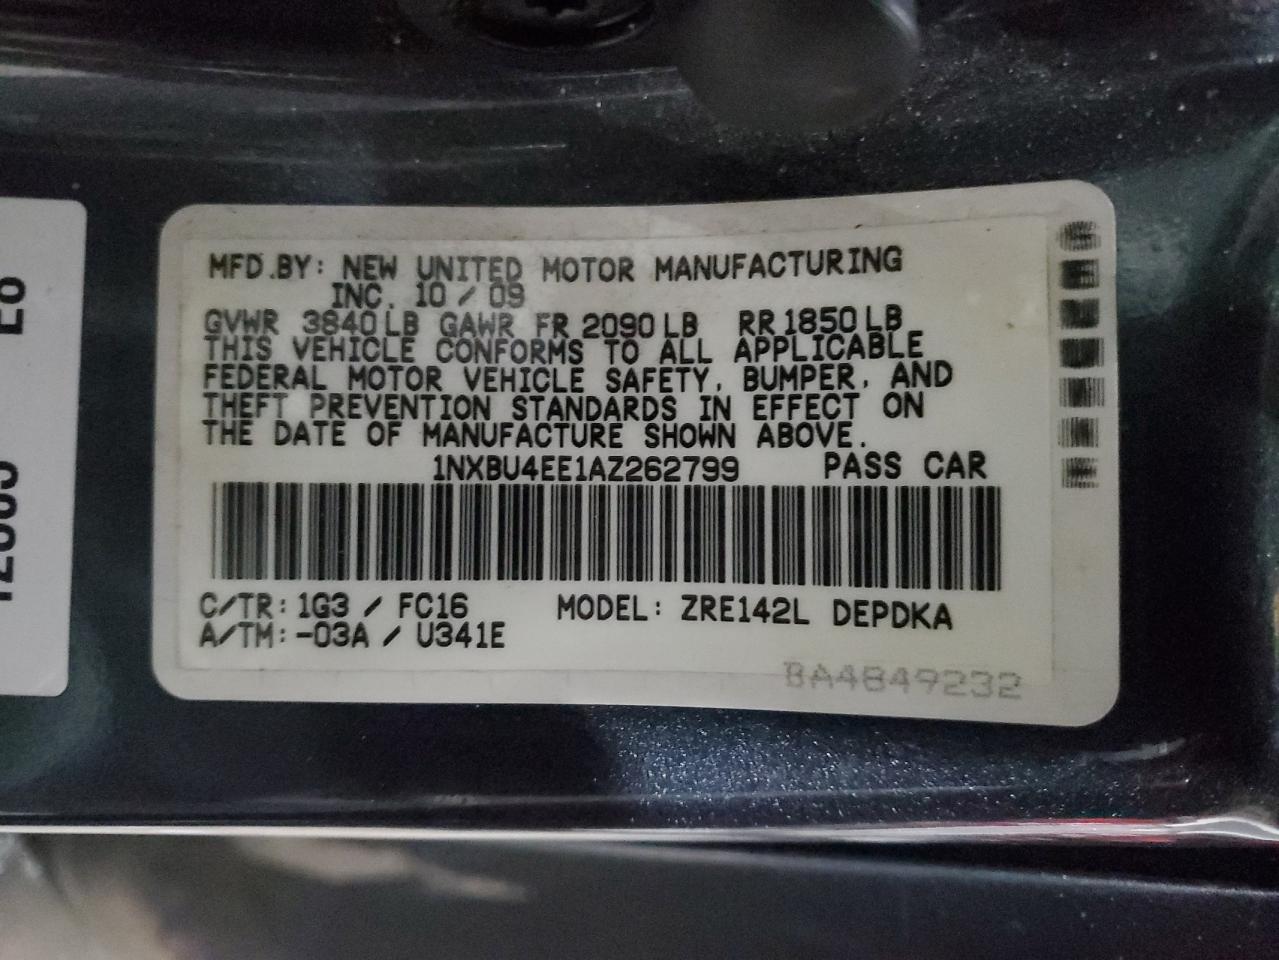 MFD.BY: NEW UNITED MOTOR MANUFACTURING
INC. 10 / 09
GVWR 3840 LB GAWR FR 2090 LB RR 1850 LB
THIS VEHICLE CONFORMS TO ALL APPLICABLE
FEDERAL MOTOR VEHICLE SAFETY, BUMPER, AND
THEFT PREVENTION STANDARDS IN EFFECT ON
THE DATE OF MANUFACTURE SHOWN ABOVE.
1NXBU4EE1AZ262799 PASS CAR
C/TR: 1G3 / FC16 MODEL: ZRE142L DEPDKA
A/TM: -03A / U341E
BA4849232